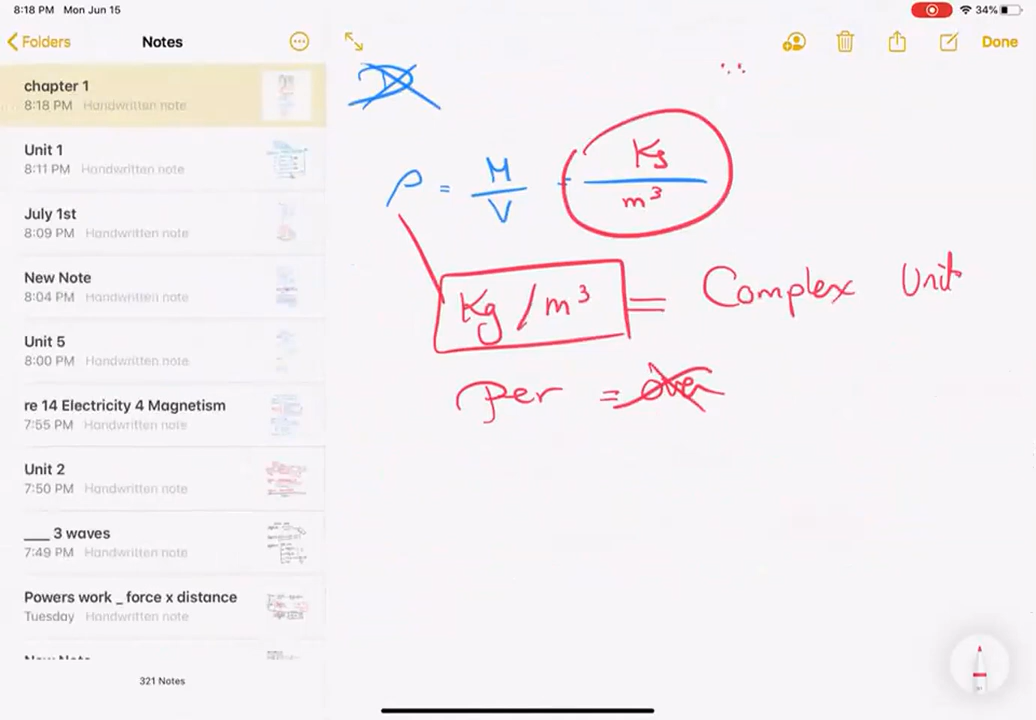 8:18 PM Mon Jun 15
34%
Folders
Notes
Done
chapter 1
8:18 PM Handwritten note
Unit 1
8:11 PM Handwritten note
July 1st
8:09 PM Handwritten note
New Note
8:04 PM Handwritten note
Unit 5
8:00 PM Handwritten note
re 14 Electricity 4 Magnetism
7:55 PM Handwritten note
Unit 2
7:50 PM Handwritten note
___ 3 waves
7:49 PM Handwritten note
Powers work _ force x distance
Tuesday Handwritten note
321 Notes
ρ = M/V = Kg/m³
Kg/m³ = Complex Unit
Per = over